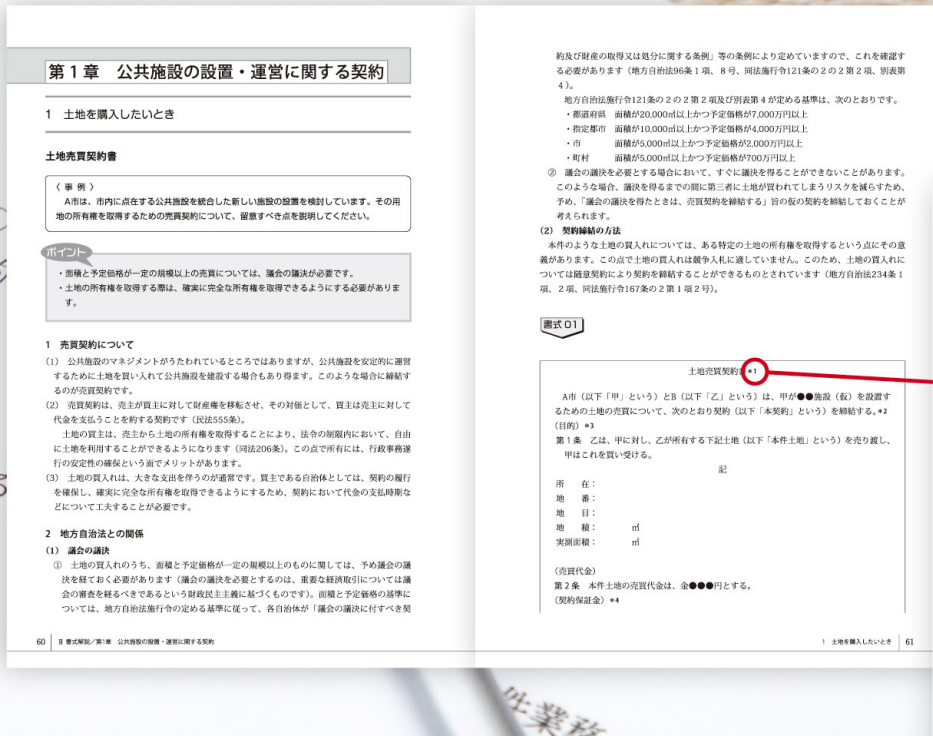 第1章　公共施設の設置・運営に関する契約
1　土地を購入したいとき
土地売買契約書
〈 事 例 〉
A市は、市内に点在する公共施設を統合した新しい施設の設置を検討しています。その用
地の所有権を取得するための売買契約について、留意すべき点を説明してください。
ポイント
・面積と予定価格が一定の規模以上の売買については、議会の議決が必要です。
・土地の所有権を取得する際は、確実に完全な所有権を取得できるようにする必要がありま
す。
1　売買契約について
(1)　公共施設のマネジメントがうたわれているところではありますが、公共施設を安定的に運営
するために土地を買い入れて公共施設を建設する場合もあり得ます。このような場合に締結す
るのが売買契約です。
(2)　売買契約は、売主が買主に対して財産権を移転させ、その対価として、買主は売主に対して
代金を支払うことを約する契約です（民法555条）。
土地の買主は、売主から土地の所有権を取得することにより、法令の制限内において、自由
に土地を利用することができるようになります（同法206条）。この点で所有には、行政事務遂
行の安定性の確保という面でメリットがあります。
(3)　土地の買入れは、大きな支出を伴うのが通常です。買主である自治体としては、契約の履行
を確保し、確実に完全な所有権を取得できるようにするため、契約において代金の支払時期な
どについて工夫することが必要です。
2　地方自治法との関係
(1)　議会の議決
①　土地の買入れのうち、面積と予定価格が一定の規模以上のものに関しては、予め議会の議
決を経ておく必要があります（議会の議決を必要とするのは、重要な経済取引については議
会の審査を経るべきであるという財政民主主義に基づくものです）。面積と予定価格の基準に
ついては、地方自治法施行令の定める基準に従って、各自治体が「議会の議決に付すべき契
60　Ⅱ 書式解説／第1章　公共施設の設置・運営に関する契約
約及び財産の取得又は処分に関する条例」等の条例により定めていますので、これを確認す
る必要があります（地方自治法96条1項、8号、同法施行令121条の2の2第2項、別表第
4）。
地方自治法施行令121条の2の2第2項及び別表第4が定める基準は、次のとおりです。
・都道府県　面積が20,000㎡以上かつ予定価格が7,000万円以上
・指定都市　面積が10,000㎡以上かつ予定価格が4,000万円以上
・市　　　　面積が5,000㎡以上かつ予定価格が2,000万円以上
・町村　　　面積が5,000㎡以上かつ予定価格が700万円以上
②　議会の議決を必要とする場合において、すぐに議決を得ることができないことがあります。
このような場合、議決を得るまでの間に第三者に土地が買われてしまうリスクを減らすため、
予め、「議会の議決を得たときは、売買契約を締結する」旨の仮の契約を締結しておくことが
考えられます。
(2)　契約締結の方法
本件のような土地の買入れについては、ある特定の土地の所有権を取得するという点にその意
義があります。この点で土地の買入れは競争入札に適していません。このため、土地の買入れに
ついては随意契約により契約を締結することができるものとされています（地方自治法234条1
項、2項、同法施行令167条の2第1項2号）。
書式 01
土地売買契約書*1
A市（以下「甲」という）とB（以下「乙」という）は、甲が●●施設（仮）を設置す
るための土地の売買について、次のとおり契約（以下「本契約」という）を締結する。*2
（目的）*3
第1条　乙は、甲に対し、乙が所有する下記土地（以下「本件土地」という）を売り渡し、
甲はこれを買い受ける。
記
所　在：
地　番：
地　目：
地　積：　　　㎡
実測面積：　　　㎡
（売買代金）
第2条　本件土地の売買代金は、金●●●円とする。
（契約保証金）*4
1　土地を購入したいとき　61
業務